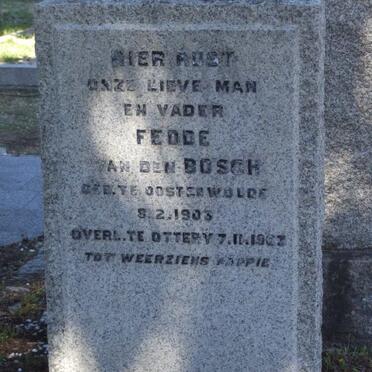 HIER RUST
ONZE LIEVE MAN
EN VADER
FEDDE
VAN DEN BOSCH
GEB. TE OOSTERWOLDE
9.2.1903
OVERL. TE OTTERY 7.11.1962
TOT WEERZIENS PAPPIE